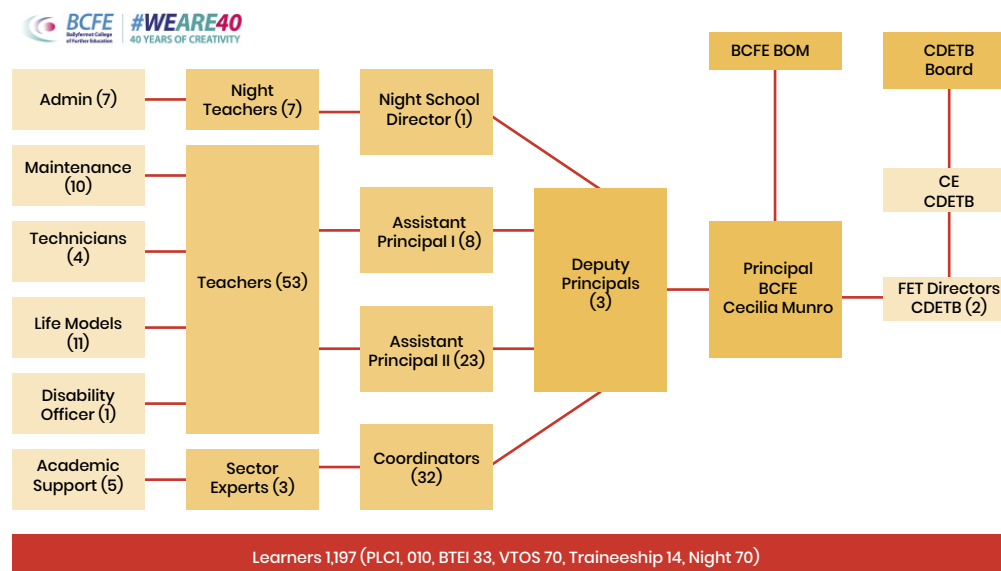 BCFE
Ballyfermot College
of Further Education
#WEARE40
40 YEARS OF CREATIVITY
BCFE BOM
CDETB
Board
Admin (7)
Night
Teachers (7)
Night School
Director (1)
Maintenance
(10)
Technicians
(4)
Life Models
(11)
Disability
Officer (1)
Academic
Support (5)
Teachers (53)
Sector
Experts (3)
Assistant
Principal I (8)
Assistant
Principal II (23)
Coordinators
(32)
Deputy
Principals
(3)
Principal
BCFE
Cecilia Munro
CE
CDETB
FET Directors
CDETB (2)
Learners 1,197 (PLC1, 010, BTEI 33, VTOS 70, Traineeship 14, Night 70)